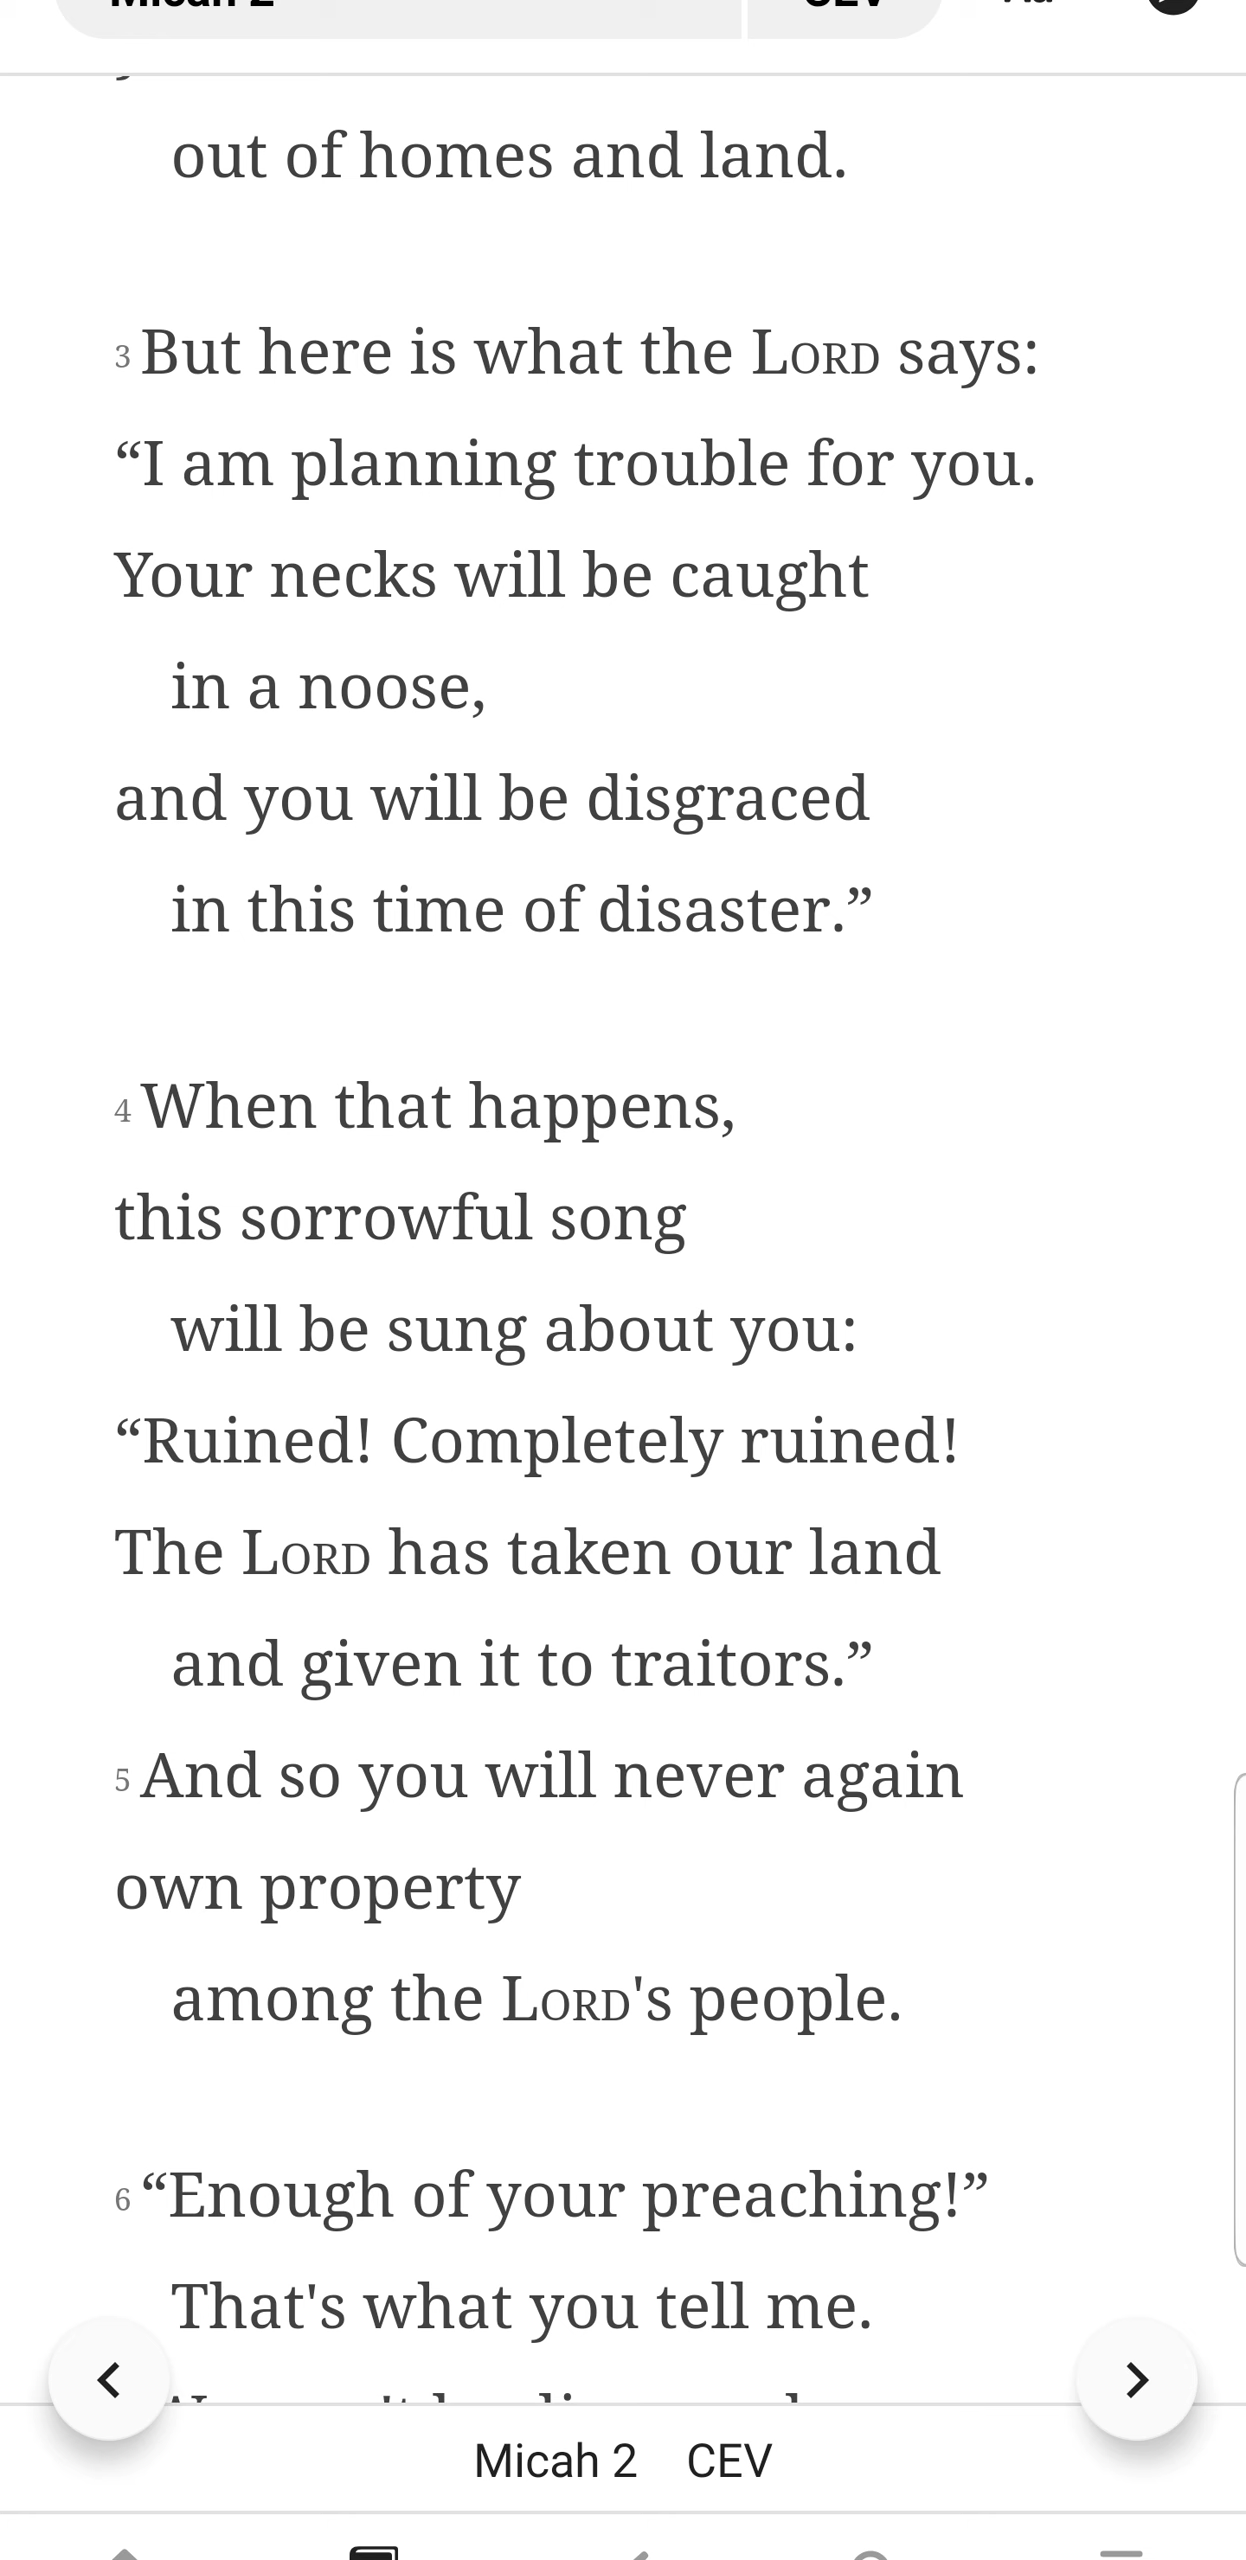 Micah 2 CEV
out of homes and land.
3 But here is what the LORD says:
“I am planning trouble for you.
Your necks will be caught
in a noose,
and you will be disgraced
in this time of disaster.”
4 When that happens,
this sorrowful song
will be sung about you:
“Ruined! Completely ruined!
The LORD has taken our land
and given it to traitors.”
5 And so you will never again
own property
among the LORD's people.
6 “Enough of your preaching!”
That's what you tell me.
Micah 2 CEV